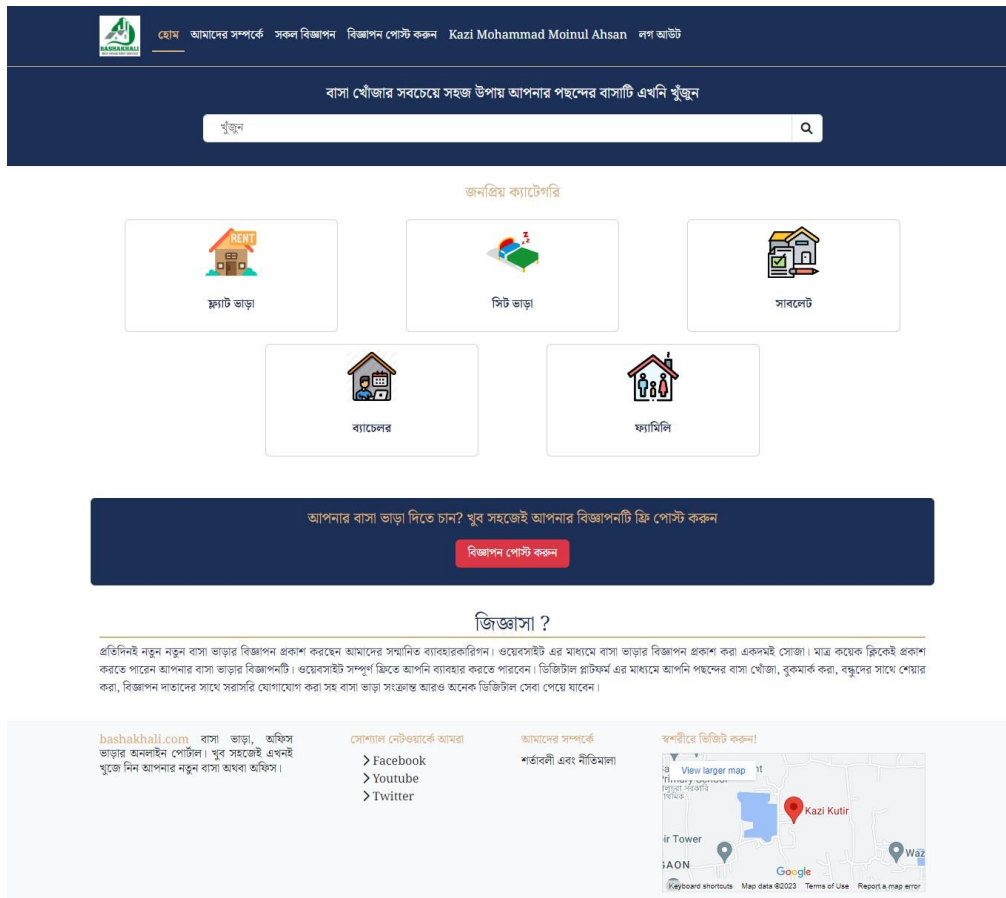 BASHAKHALI
হোম আমাদের সম্পর্কে সকল বিজ্ঞাপন বিজ্ঞাপন পোস্ট করুন Kazi Mohammad Moinul Ahsan লগ আউট
বাসা খোঁজার সবচেয়ে সহজ উপায় আপনার পছন্দের বাসাটি এখনি খুঁজুন
খুঁজুন
জনপ্রিয় ক্যাটেগরি
RENT
ফ্ল্যাট ভাড়া
সিট ভাড়া
সাবলেট
ব্যাচেলর
ফ্যামিলি
আপনার বাসা ভাড়া দিতে চান? খুব সহজেই আপনার বিজ্ঞাপনটি ফ্রি পোস্ট করুন
বিজ্ঞাপন পোস্ট করুন
জিজ্ঞাসা ?
প্রতিদিনই নতুন নতুন বাসা ভাড়ার বিজ্ঞাপন প্রকাশ করছেন আমাদের সম্মানিত ব্যাবহারকারিগন। ওয়েবসাইট এর মাধ্যমে বাসা ভাড়ার বিজ্ঞাপন প্রকাশ করা একদমই সোজা। মাত্র কয়েক ক্লিকেই প্রকাশ
করতে পারেন আপনার বাসা ভাড়ার বিজ্ঞাপনটি। ওয়েবসাইট সম্পূর্ণ ফ্রিতে আপনি ব্যাবহার করতে পারবেন। ডিজিটাল প্লাটফর্ম এর মাধ্যমে আপনি পছন্দের বাসা খোঁজা, বুকমার্ক করা, বন্ধুদের সাথে শেয়ার
করা, বিজ্ঞাপন দাতাদের সাথে সরাসরি যোগাযোগ করা সহ বাসা ভাড়া সংক্রান্ত আরও অনেক ডিজিটাল সেবা পেয়ে যাবেন।
bashakhali.com বাসা ভাড়া, অফিস
ভাড়ার অনলাইন পোর্টাল। খুব সহজেই এখনই
খুজে নিন আপনার নতুন বাসা অথবা অফিস।
সোশ্যাল নেটওয়ার্কে আমরা
Facebook
Youtube
Twitter
আমাদের সম্পর্কে
শর্তাবলী এবং নীতিমালা
স্বশরীরে ভিজিট করুন!
View larger map
Kazi Kutir
ir Tower
Waz
GAON
Google
Keyboard shortcuts Map data ©2023 Terms of Use Report a map error